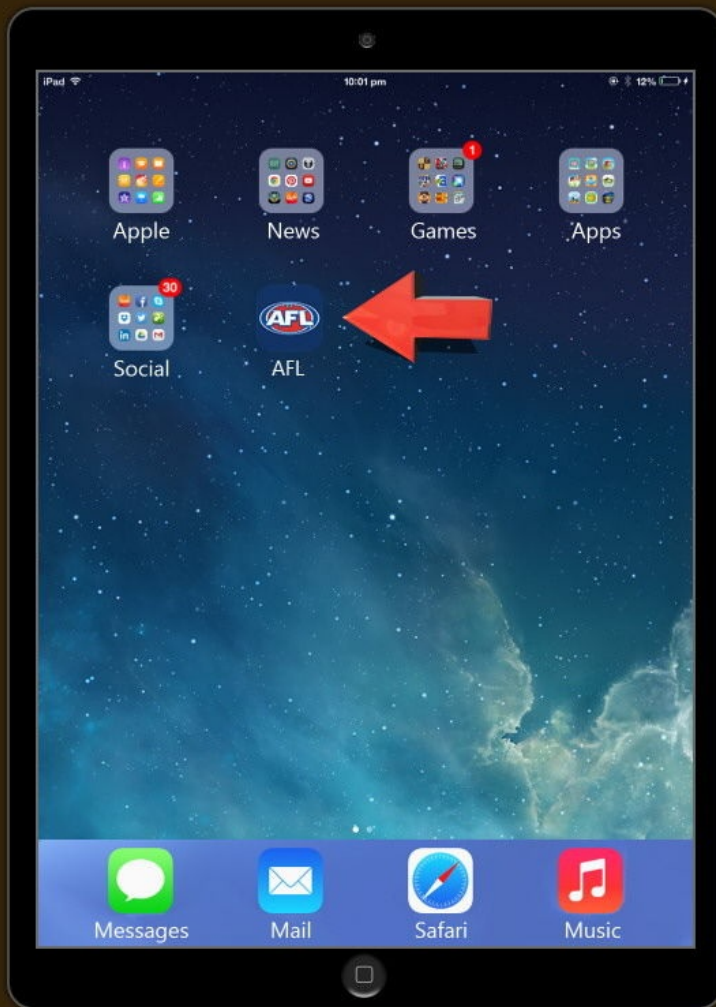 iPad
10:01 pm
12%
1
Apple
News
Games
Apps
30
AFL
Social
AFL
Messages
Mail
Safari
Music